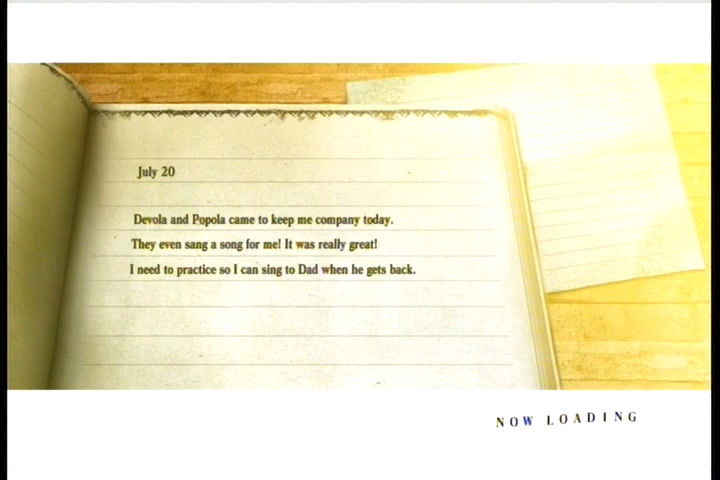 July 20
Devola and Popola came to keep me company today.
They even sang a song for me! It was really great!
I need to practice so I can sing to Dad when he gets back.
NOW LOADING